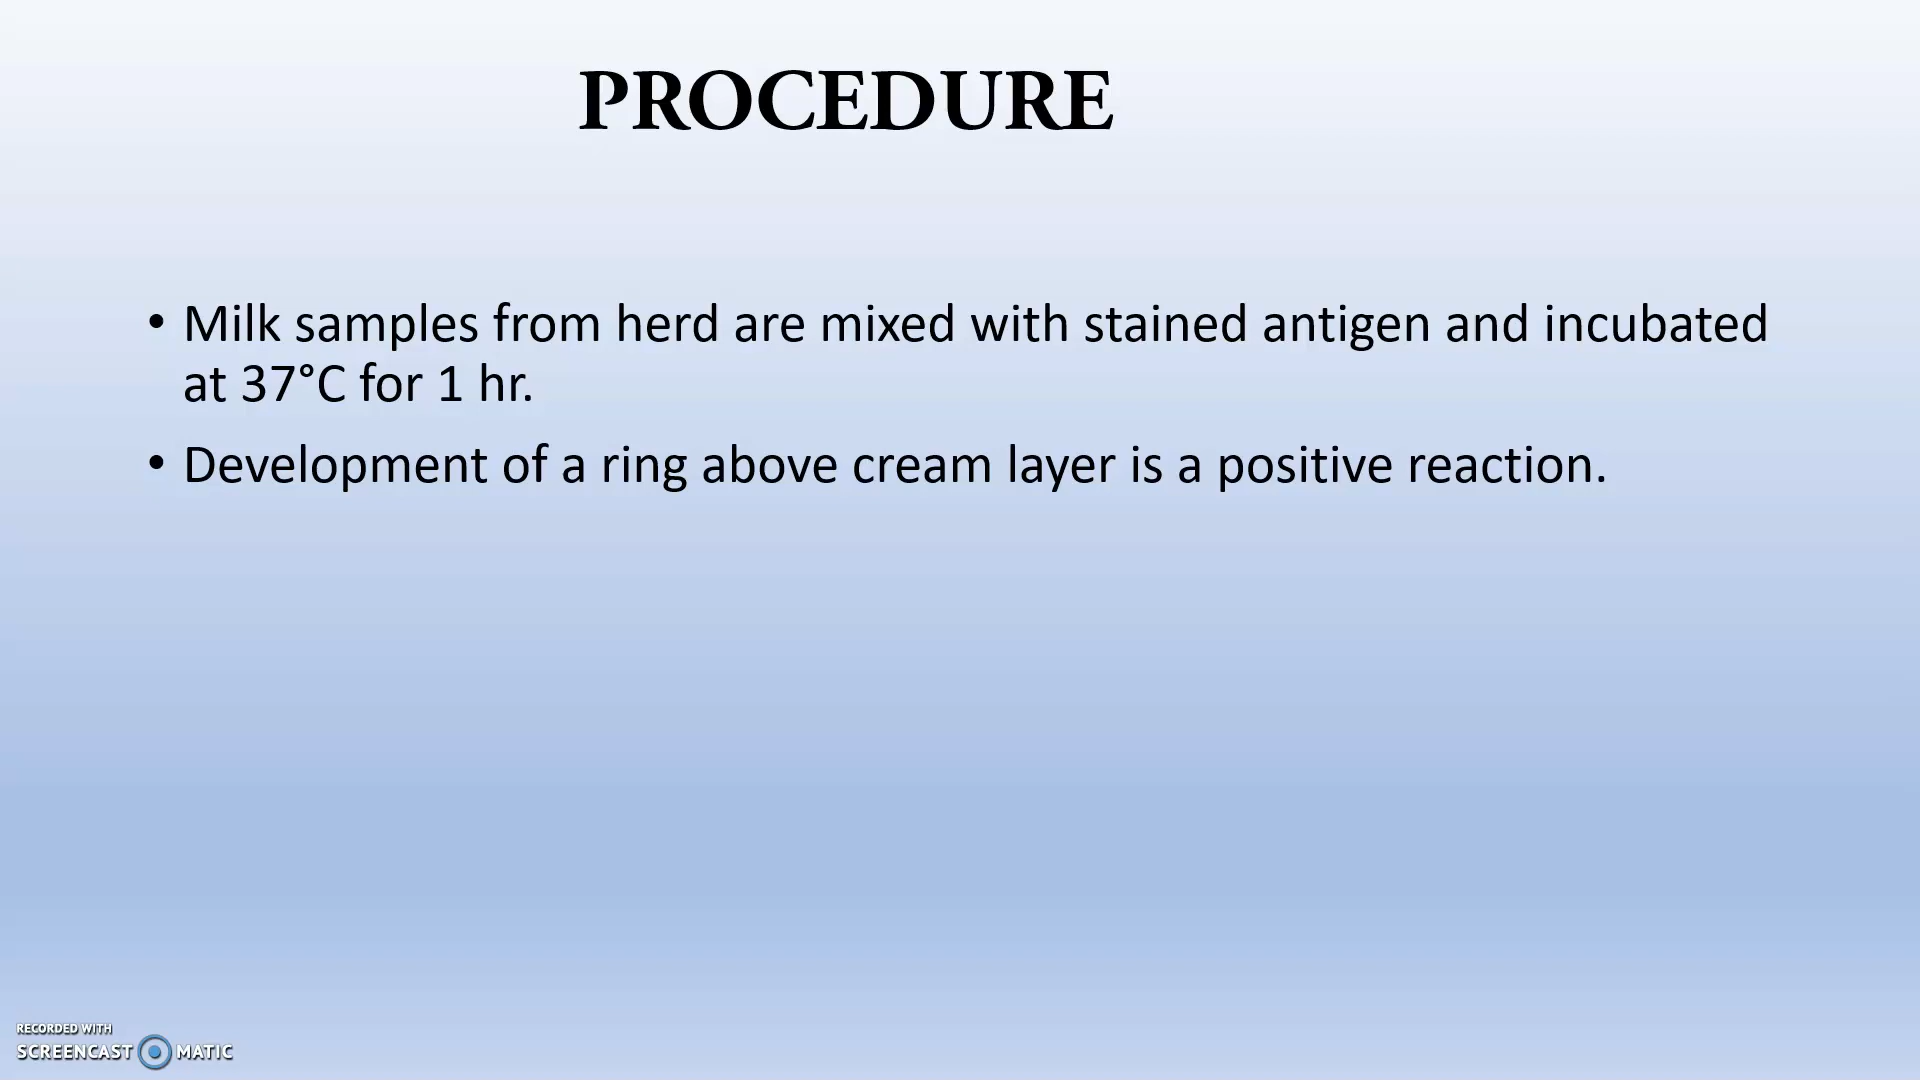 PROCEDURE
• Milk samples from herd are mixed with stained antigen and incubated
at 37°C for 1 hr.
• Development of a ring above cream layer is a positive reaction.
RECORDED WITH
SCREENCAST MATIC